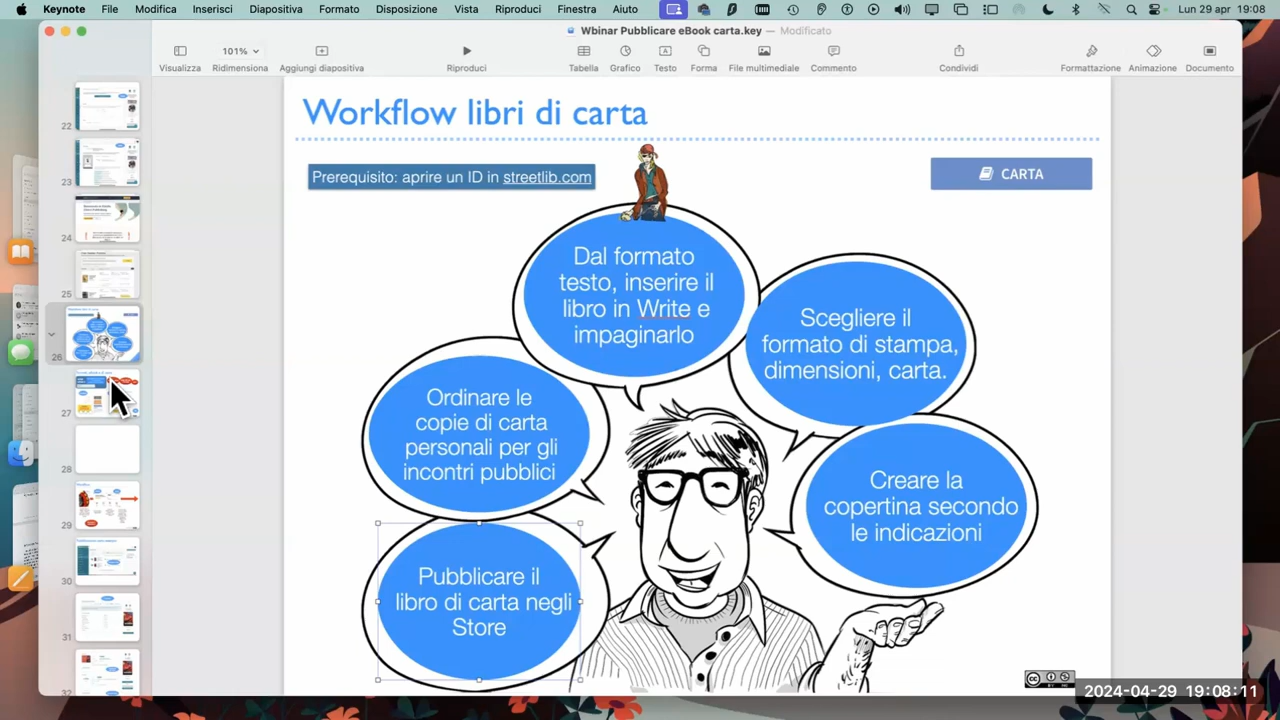 Keynote File Modifica Inserisci Diapositiva Formato Disposizione Vista Riproduci Finestra Aiuto Lun 29 apr 19:08
Wbinar Pubblicare eBook carta.key — Modificato
101%
Visualizza Ridimensiona Aggiungi diapositiva Riproduci Tabella Grafico Testo Forma File multimediale Commento Condividi Formattazione Animazione Documento
22
23
24
25
26
27
28
29
30
31
32
Workflow libri di carta
Prerequisito: aprire un ID in streetlib.com
CARTA
Dal formato
testo, inserire il
libro in Write e
impaginarlo
Scegliere il
formato di stampa,
dimensioni, carta.
Creare la
copertina secondo
le indicazioni
Ordinare le
copie di carta
personali per gli
incontri pubblici
Pubblicare il
libro di carta negli
Store
2024-04-29 19:08:11